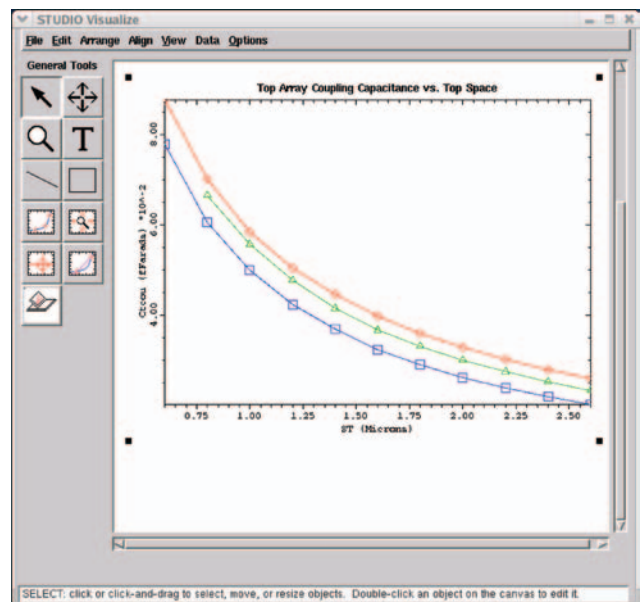 STUDIO Visualize
File Edit Arrange Align View Data Options
General Tools
T
Top Array Coupling Capacitance vs. Top Space
Ctcou (fFarads) *10^-2
8.00
6.00
4.00
0.75 1.00 1.25 1.50 1.75 2.00 2.25 2.50
ST (Microns)
SELECT: click or click-and-drag to select, move, or resize objects. Double-click an object on the canvas to edit it.